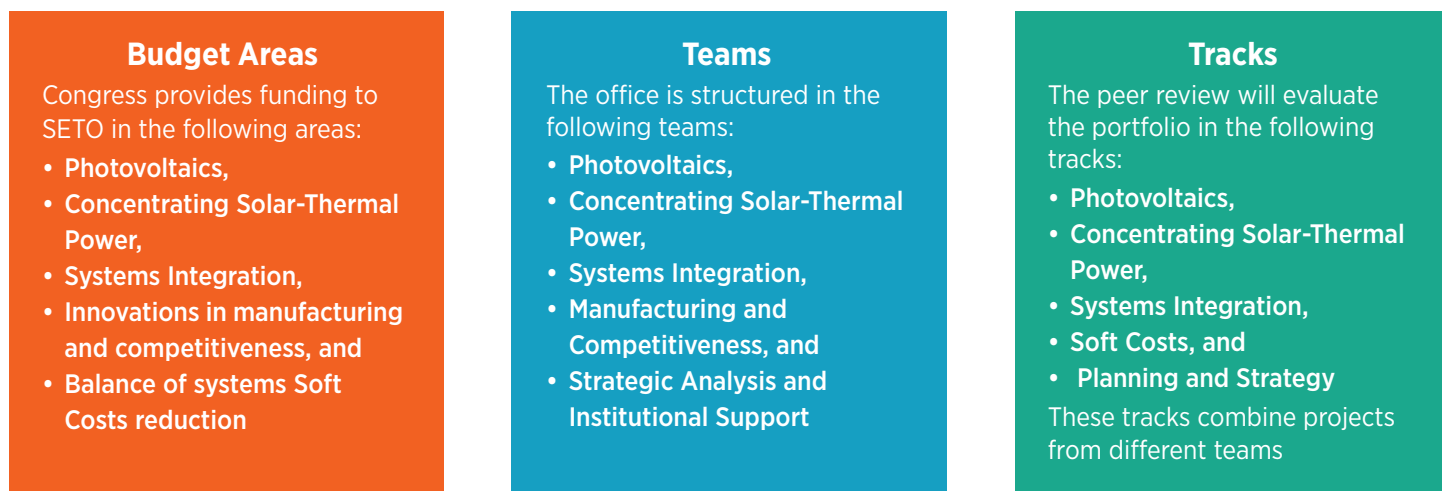 Budget Areas
Congress provides funding to
SETO in the following areas:
• Photovoltaics,
• Concentrating Solar-Thermal
Power,
• Systems Integration,
• Innovations in manufacturing
and competitiveness, and
• Balance of systems Soft
Costs reduction
Teams
The office is structured in the
following teams:
• Photovoltaics,
• Concentrating Solar-Thermal
Power,
• Systems Integration,
• Manufacturing and
Competitiveness, and
• Strategic Analysis and
Institutional Support
Tracks
The peer review will evaluate
the portfolio in the following
tracks:
• Photovoltaics,
• Concentrating Solar-Thermal
Power,
• Systems Integration,
• Soft Costs, and
• Planning and Strategy
These tracks combine projects
from different teams